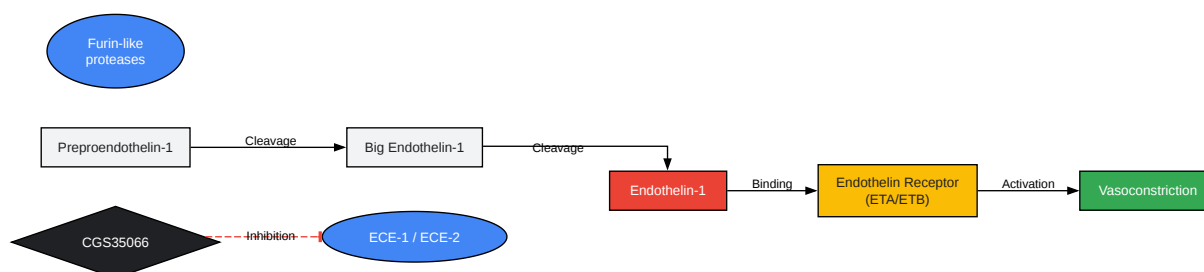 Furin-like
proteases
Preproendothelin-1
Cleavage
Big Endothelin-1
Cleavage
Endothelin-1
Binding
Endothelin Receptor
(ETA/ETB)
Activation
Vasoconstriction
CGS35066
Inhibition
ECE-1 / ECE-2